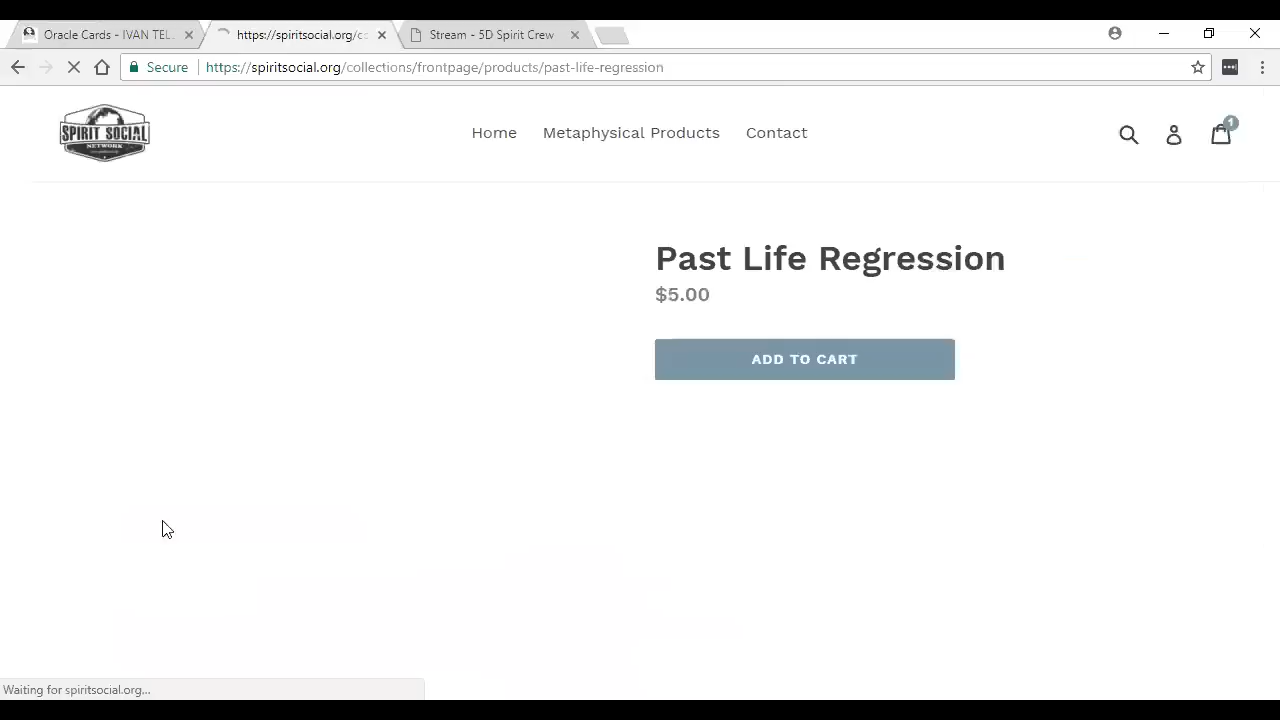 Oracle Cards - IVAN TEL
https://spiritsocial.org/cc
Stream - 5D Spirit Crew
Secure
https://spiritsocial.org/collections/frontpage/products/past-life-regression
SPIRIT SOCIAL
NETWORK
Home
Metaphysical Products
Contact
1
Past Life Regression
$5.00
ADD TO CART
Waiting for spiritsocial.org...